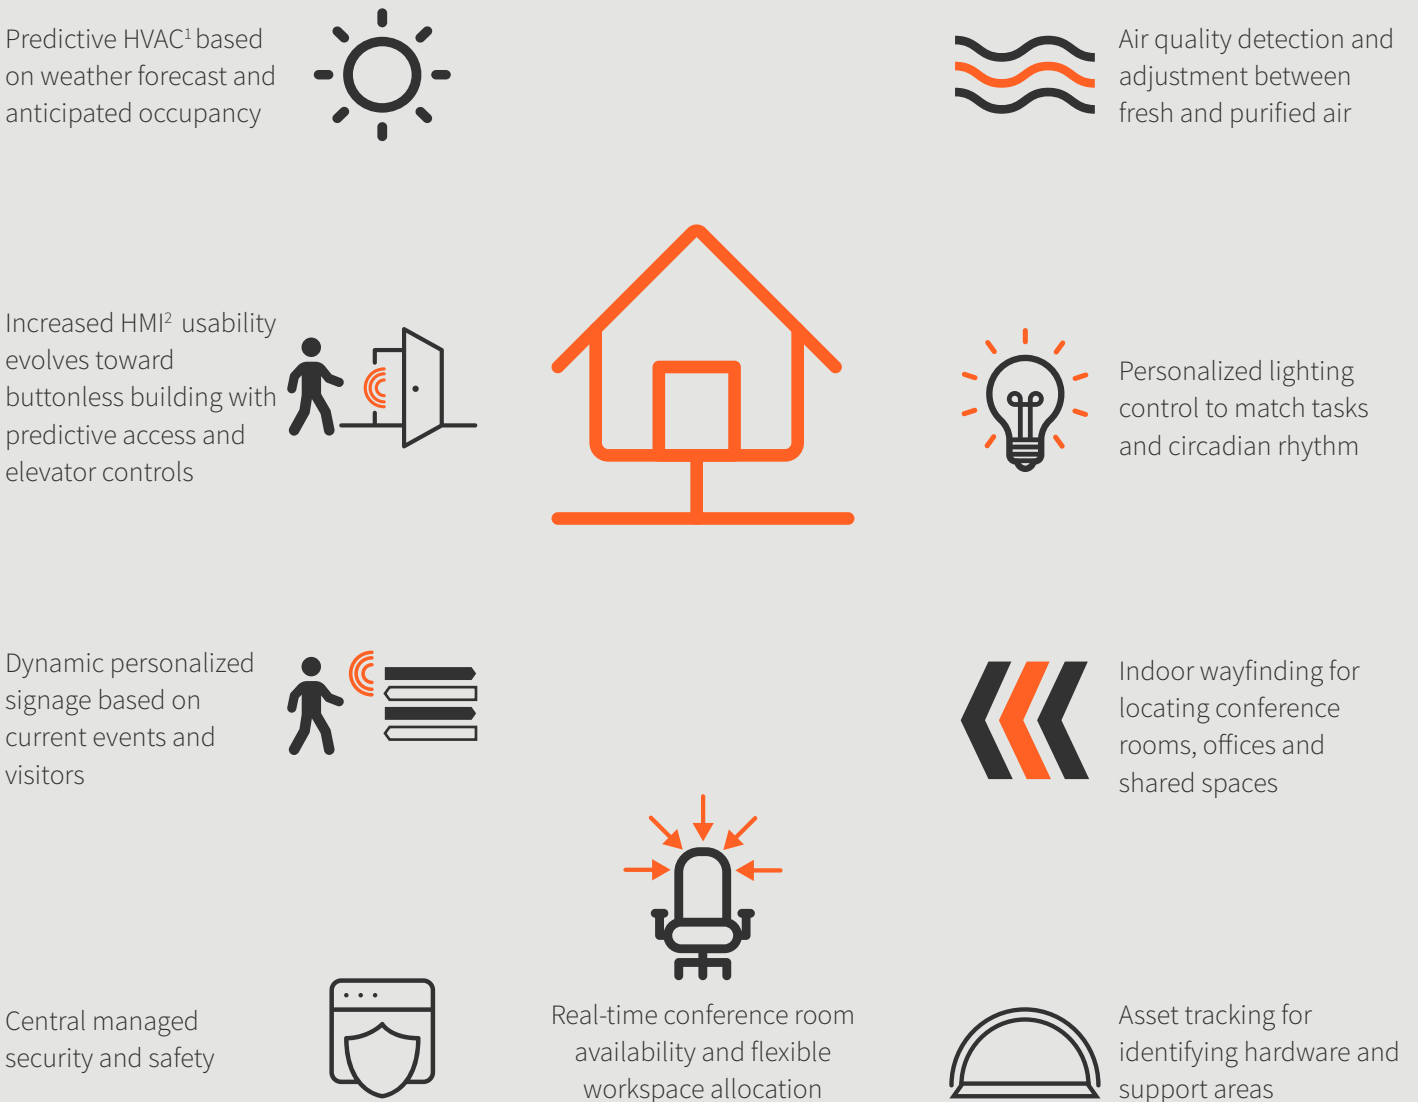 Predictive HVAC¹ based
on weather forecast and
anticipated occupancy
Air quality detection and
adjustment between
fresh and purified air
Increased HMI² usability
evolves toward
buttonless building with
predictive access and
elevator controls
Personalized lighting
control to match tasks
and circadian rhythm
Dynamic personalized
signage based on
current events and
visitors
Indoor wayfinding for
locating conference
rooms, offices and
shared spaces
Central managed
security and safety
Real-time conference room
availability and flexible
workspace allocation
Asset tracking for
identifying hardware and
support areas